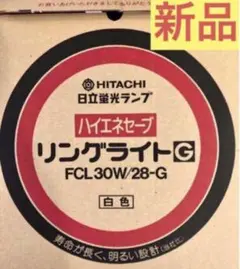 新品
HITACHI
日立蛍光ランプ
ハイエネセーブ
リングライトG
FCL30W/28-G
白色
寿命が長く、明るい設計